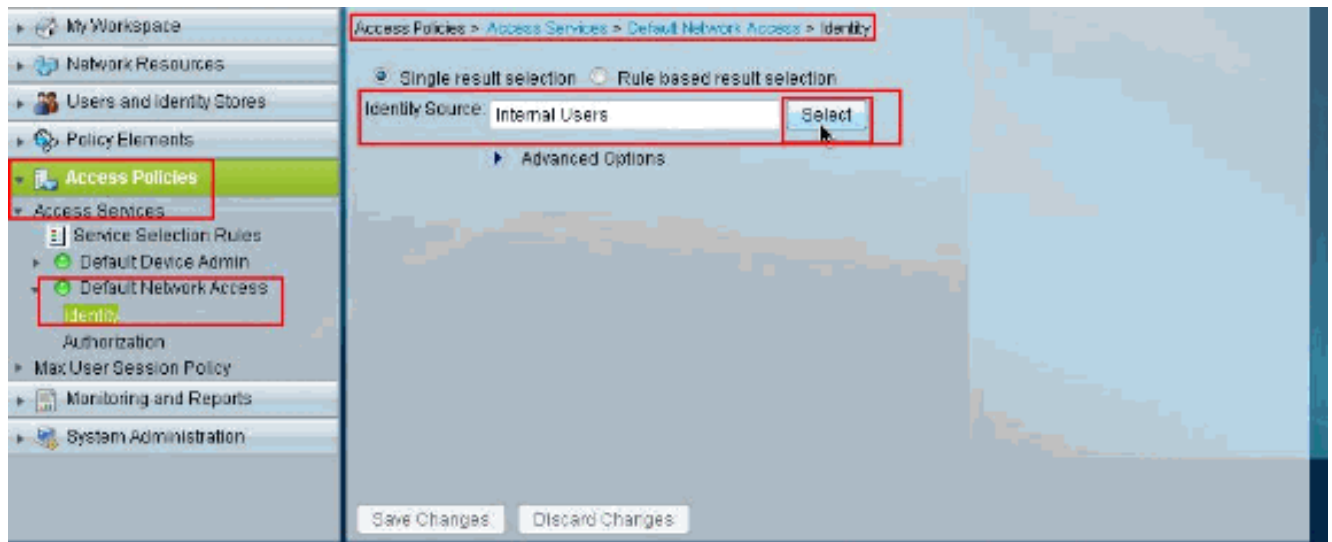 My Workspace
Network Resources
Users and Identity Stores
Policy Elements
Access Policies
Access Services
Service Selection Rules
Default Device Admin
Default Network Access
Identity
Authorization
Max User Session Policy
Monitoring and Reports
System Administration
Access Policies > Access Services > Default Network Access > Identity
Single result selection Rule based result selection
Identity Source: Internal Users Select
Advanced Options
Save Changes Discard Changes